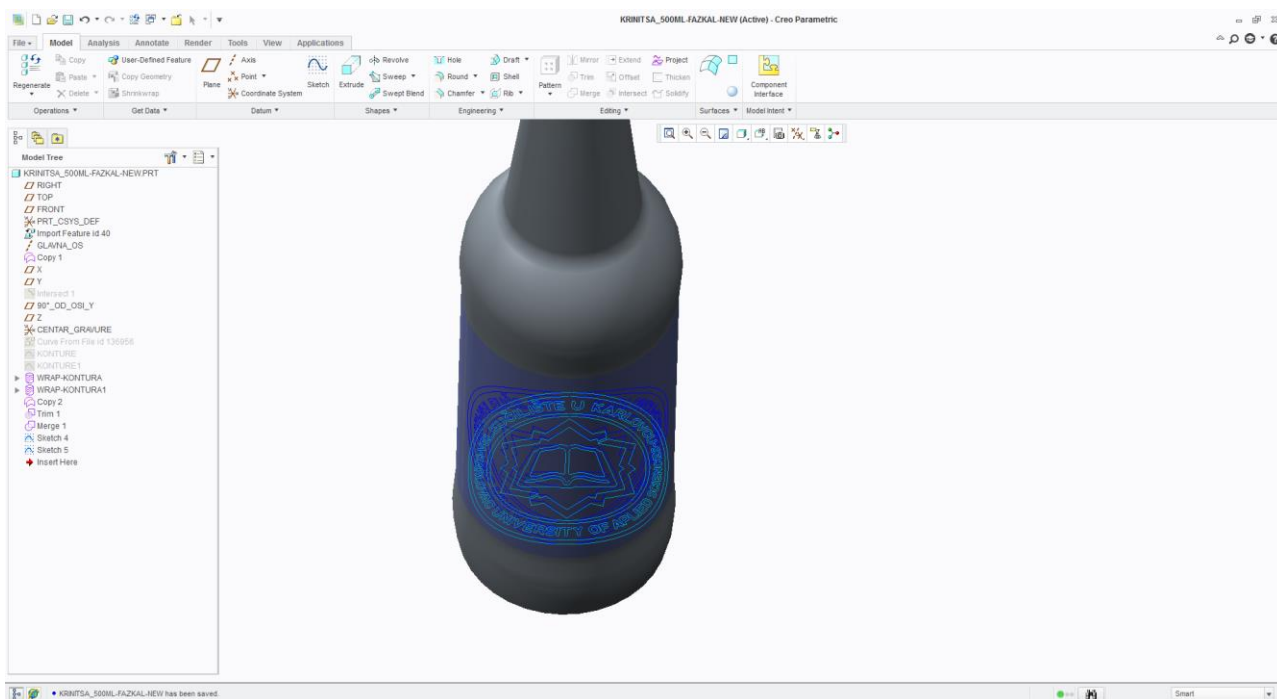 KRINITSA_500ML-FAZKAL-NEW (Active) - Creo Parametric
File Model Analysis Annotate Render Tools View Applications
Regenerate
Copy
Paste
Delete
Operations
User-Defined Feature
Copy Geometry
Shrinkwrap
Get Data
Plane
Axis
Point
Coordinate System
Sketch
Datum
Extrude
Revolve
Sweep
Swept Blend
Shapes
Hole
Round
Chamfer
Draft
Shell
Rib
Engineering
Pattern
Mirror
Trim
Merge
Extend
Offset
Intersect
Project
Thicken
Solidify
Editing
Surfaces
Component
Interface
Model Intent
Model Tree
KRINITSA_500ML-FAZKAL-NEW.PRT
RIGHT
TOP
FRONT
PRT_CSYS_DEF
Import Feature id 40
GLAVNA_OS
Copy 1
X
Y
Intersect 1
90°_OD_OSI_Y
Z
CENTAR_GRAVURE
Curve From File id 136956
KONTURE
KONTURE1
WRAP-KONTURA
WRAP-KONTURA1
Copy 2
Trim 1
Merge 1
Sketch 4
Sketch 5
Insert Here
U
UNIVERSITY OF APLIED
KRINITSA_500ML-FAZKAL-NEW has been saved.
Smart